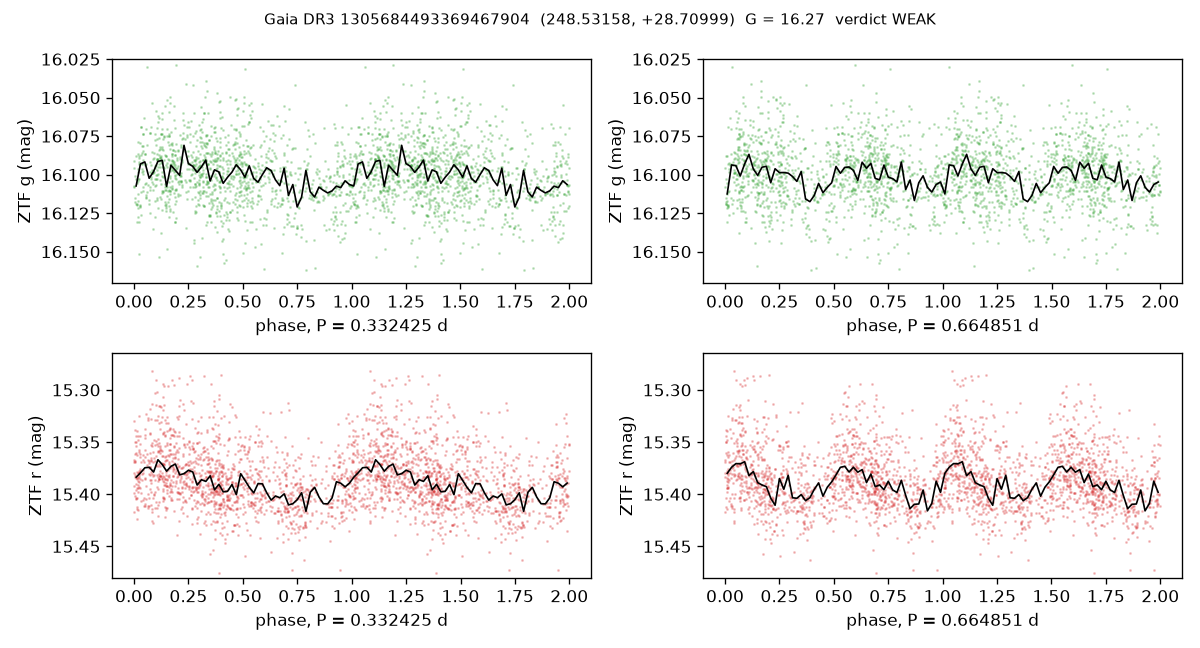 Gaia DR3 1305684493369467904 (248.53158, +28.70999) G = 16.27 verdict WEAK
ZTF g (mag)
16.025
16.050
16.075
16.100
16.125
16.150
0.00 0.25 0.50 0.75 1.00 1.25 1.50 1.75 2.00
phase, P = 0.332425 d
ZTF g (mag)
16.025
16.050
16.075
16.100
16.125
16.150
0.00 0.25 0.50 0.75 1.00 1.25 1.50 1.75 2.00
phase, P = 0.664851 d
ZTF r (mag)
15.30
15.35
15.40
15.45
0.00 0.25 0.50 0.75 1.00 1.25 1.50 1.75 2.00
phase, P = 0.332425 d
ZTF r (mag)
15.30
15.35
15.40
15.45
0.00 0.25 0.50 0.75 1.00 1.25 1.50 1.75 2.00
phase, P = 0.664851 d